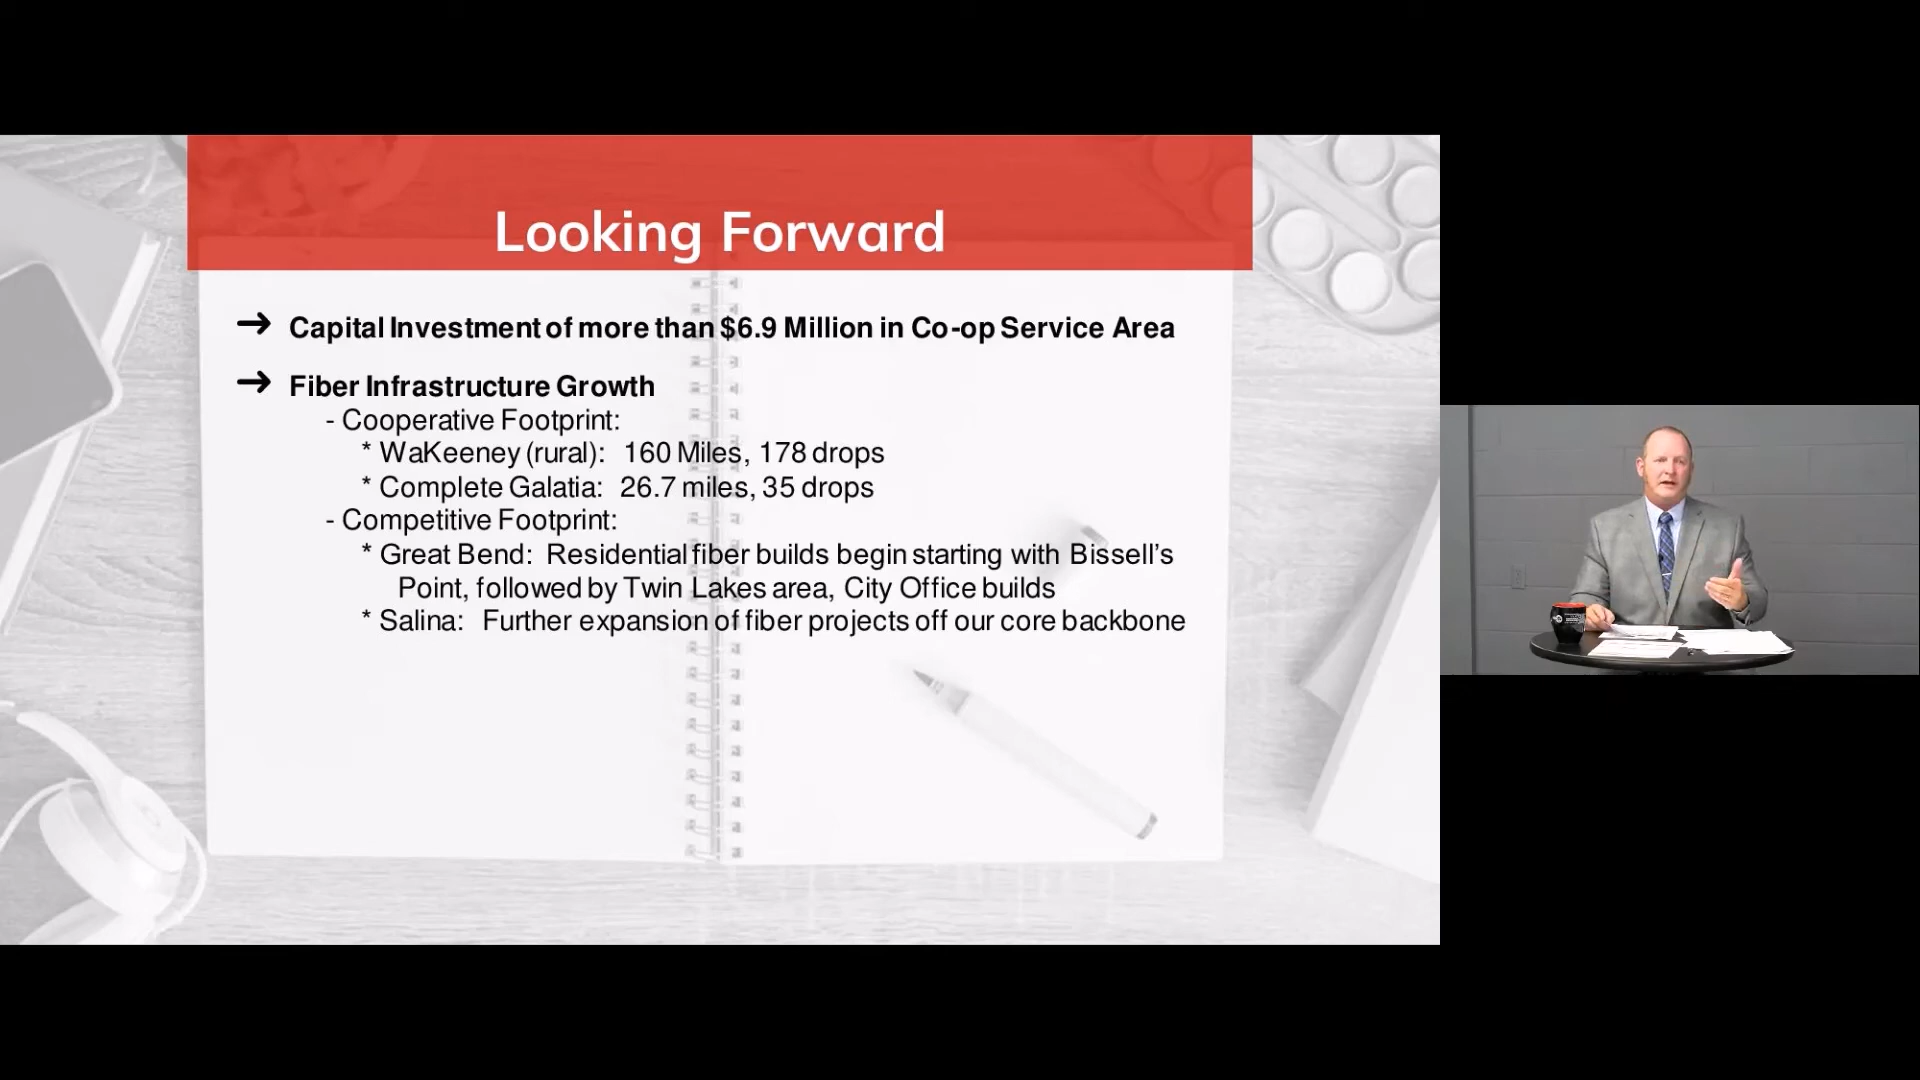 Looking Forward
→ Capital Investment of more than $6.9 Million in Co-op Service Area
→ Fiber Infrastructure Growth
- Cooperative Footprint:
* WaKeeney (rural): 160 Miles, 178 drops
* Complete Galatia: 26.7 miles, 35 drops
- Competitive Footprint:
* Great Bend: Residential fiber builds begin starting with Bissell’s
Point, followed by Twin Lakes area, City Office builds
* Salina: Further expansion of fiber projects off our core backbone